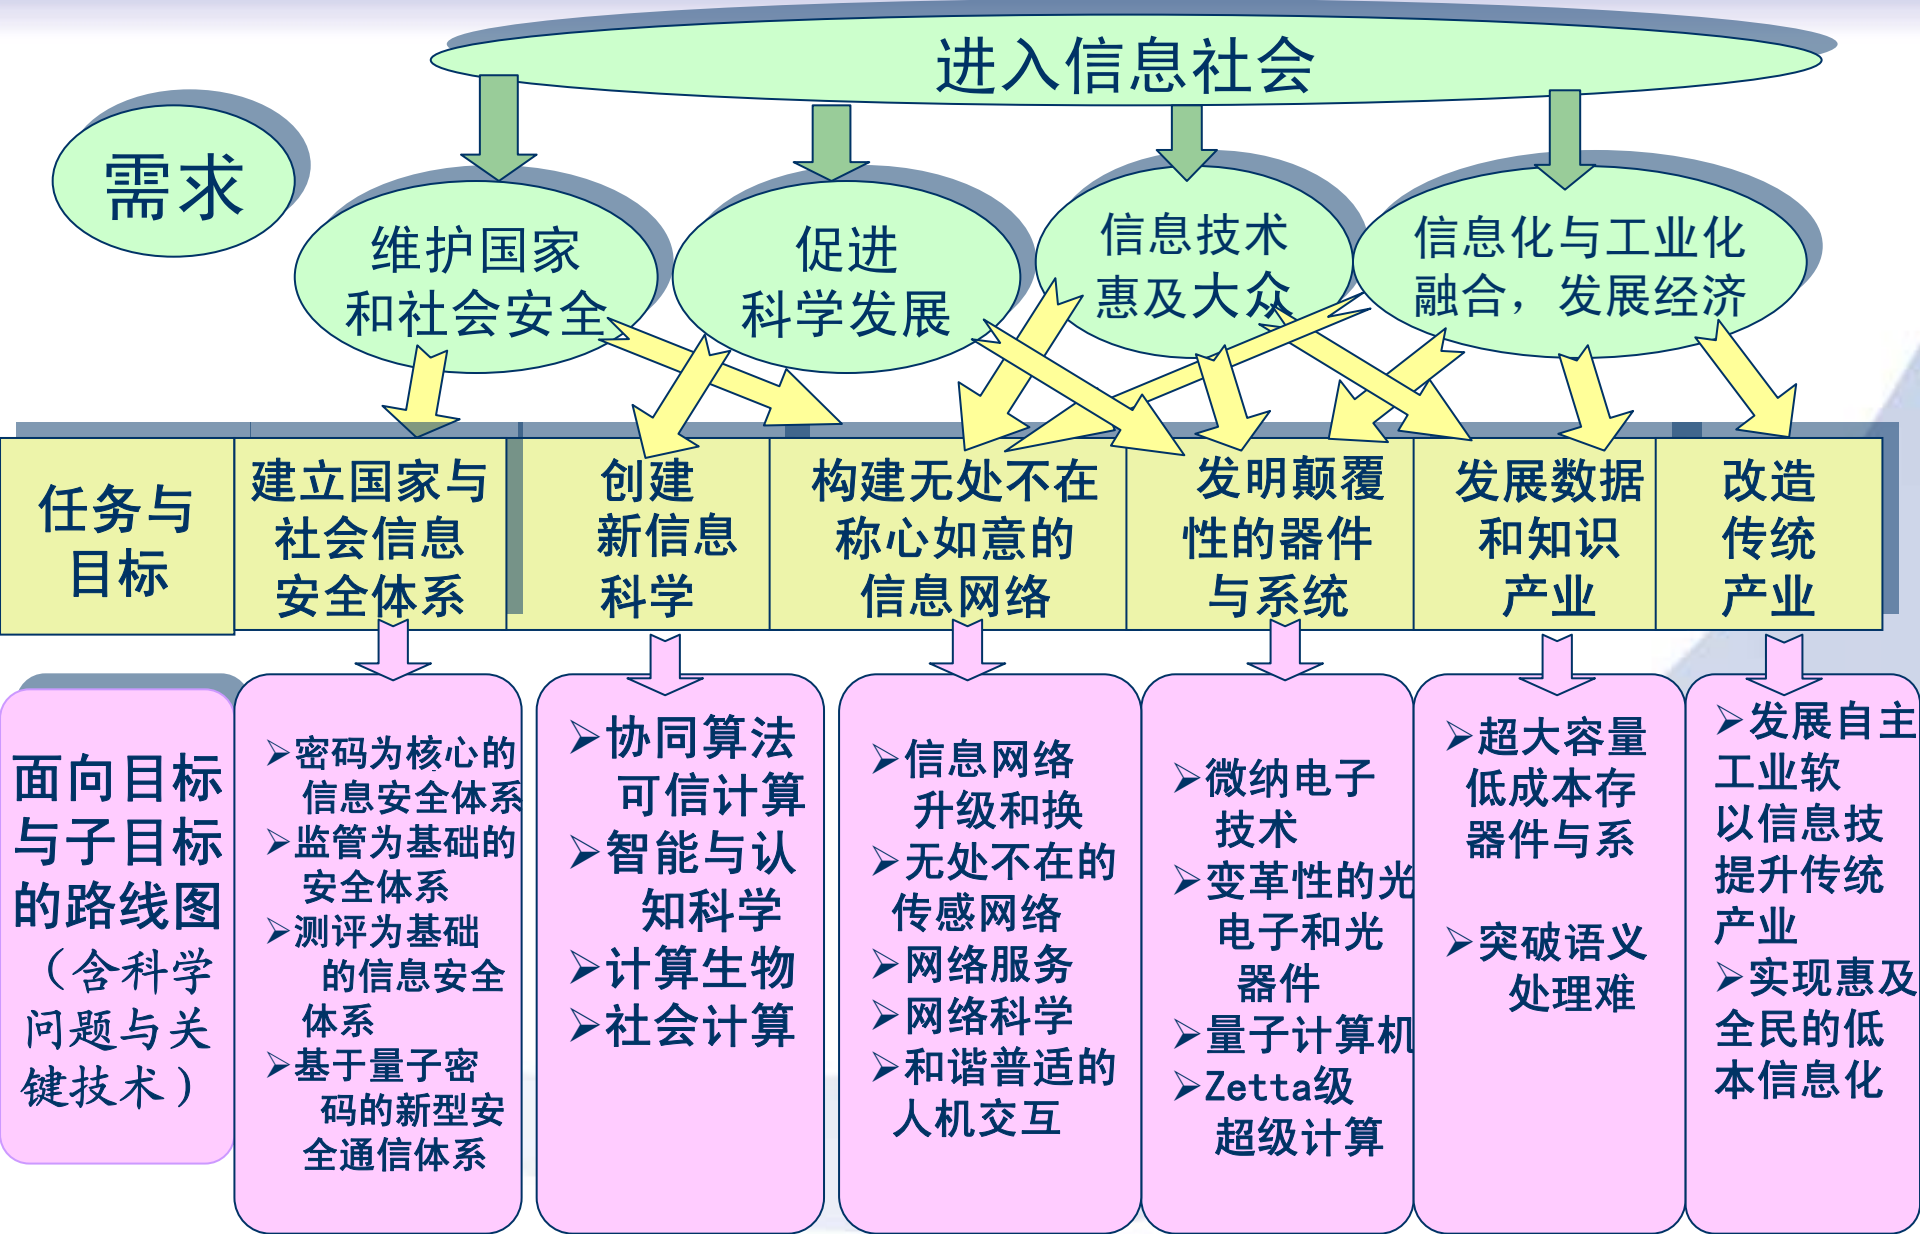 进入信息社会
需求
维护国家
和社会安全
促进
科学发展
信息技术
惠及大众
信息化与工业化
融合，发展经济
任务与
目标
建立国家与
社会信息
安全体系
创建
新信息
科学
构建无处不在
称心如意的
信息网络
发明颠覆
性的器件
与系统
发展数据
和知识
产业
改造
传统
产业
面向目标
与子目标
的路线图
（含科学
问题与关
键技术）
➢密码为核心的
信息安全体系
➢监管为基础的
安全体系
➢测评为基础
的信息安全
体系
➢基于量子密
码的新型安
全通信体系
➢协同算法
可信计算
➢智能与认
知科学
➢计算生物
➢社会计算
➢信息网络
升级和换
➢无处不在的
传感网络
➢网络服务
➢网络科学
➢和谐普适的
人机交互
➢微纳电子
技术
➢变革性的光
电子和光
器件
➢量子计算机
➢Zetta级
超级计算
➢超大容量
低成本存
器件与系
➢突破语义
处理难
➢发展自主
工业软
以信息技
提升传统
产业
➢实现惠及
全民的低
本信息化